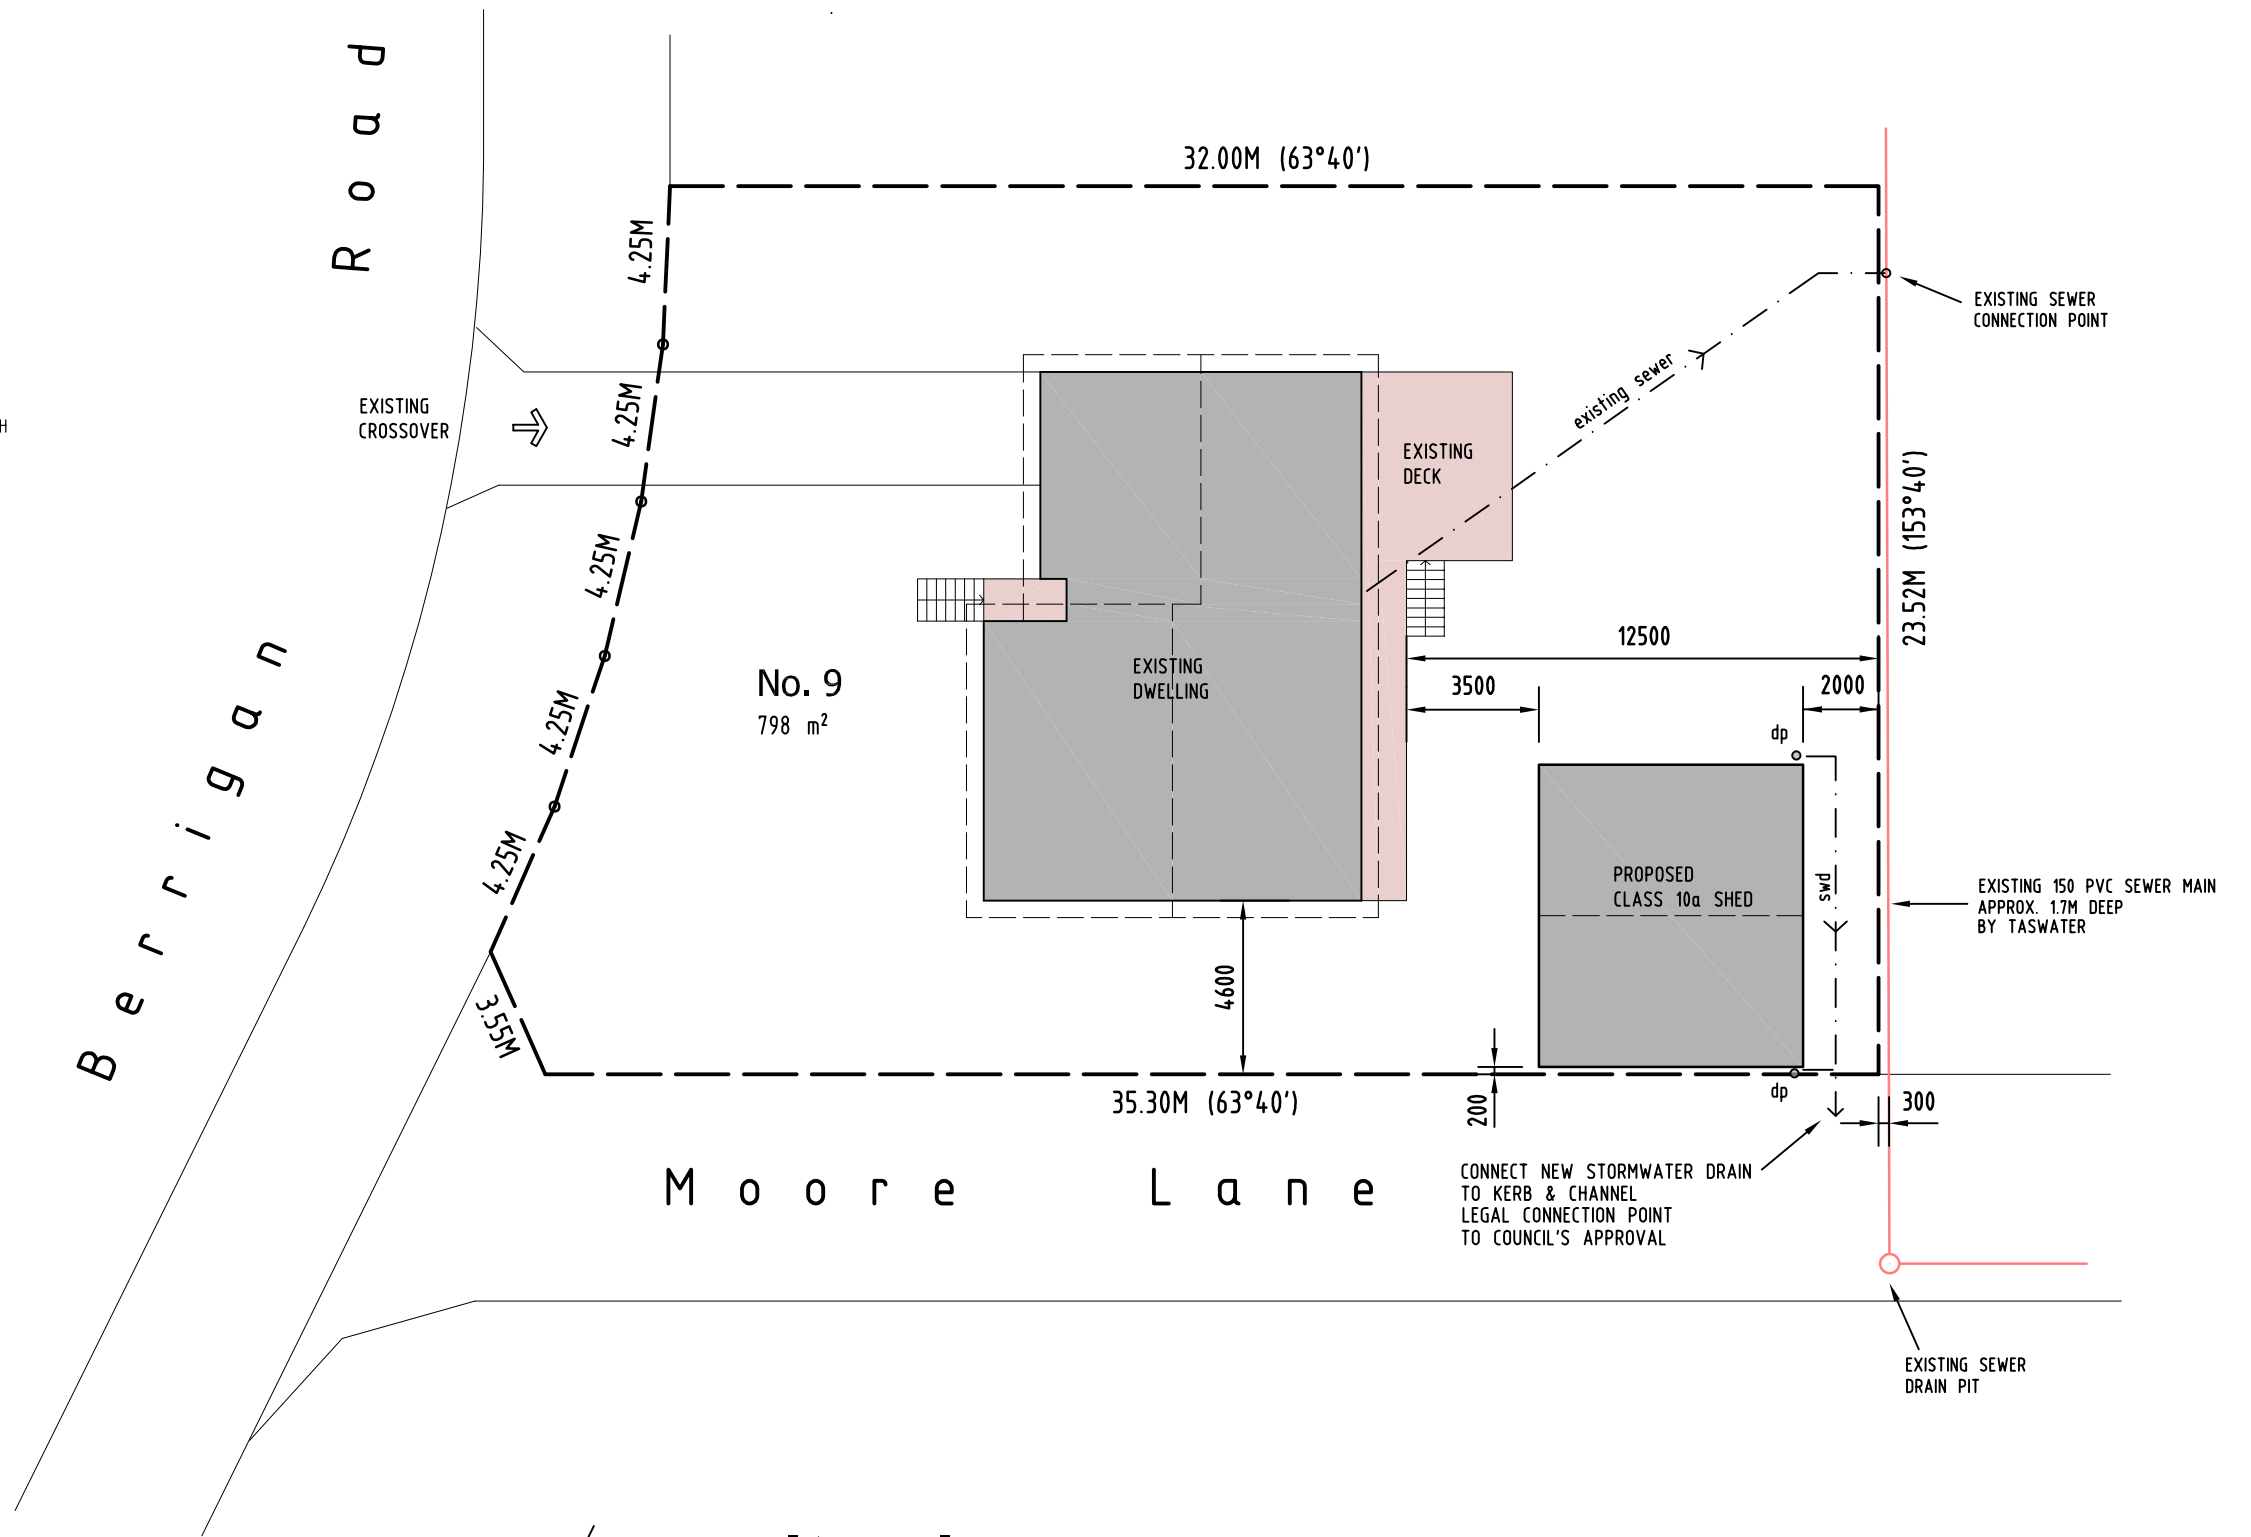 Berrigan Road
32.00M (63°40')
4.25M
EXISTING SEWER
CONNECTION POINT
existing sewer
4.25M
EXISTING
CROSSOVER
H
EXISTING
DECK
23.52M (153°40')
4.25M
12500
No. 9
798 m²
EXISTING
DWELLING
3500
2000
4.25M
dp
4.25M
PROPOSED
CLASS 10a SHED
swd
EXISTING 150 PVC SEWER MAIN
APPROX. 1.7M DEEP
BY TASWATER
4600
3.55M
35.30M (63°40')
200
dp
300
Moore Lane
CONNECT NEW STORMWATER DRAIN
TO KERB & CHANNEL
LEGAL CONNECTION POINT
TO COUNCIL'S APPROVAL
EXISTING SEWER
DRAIN PIT